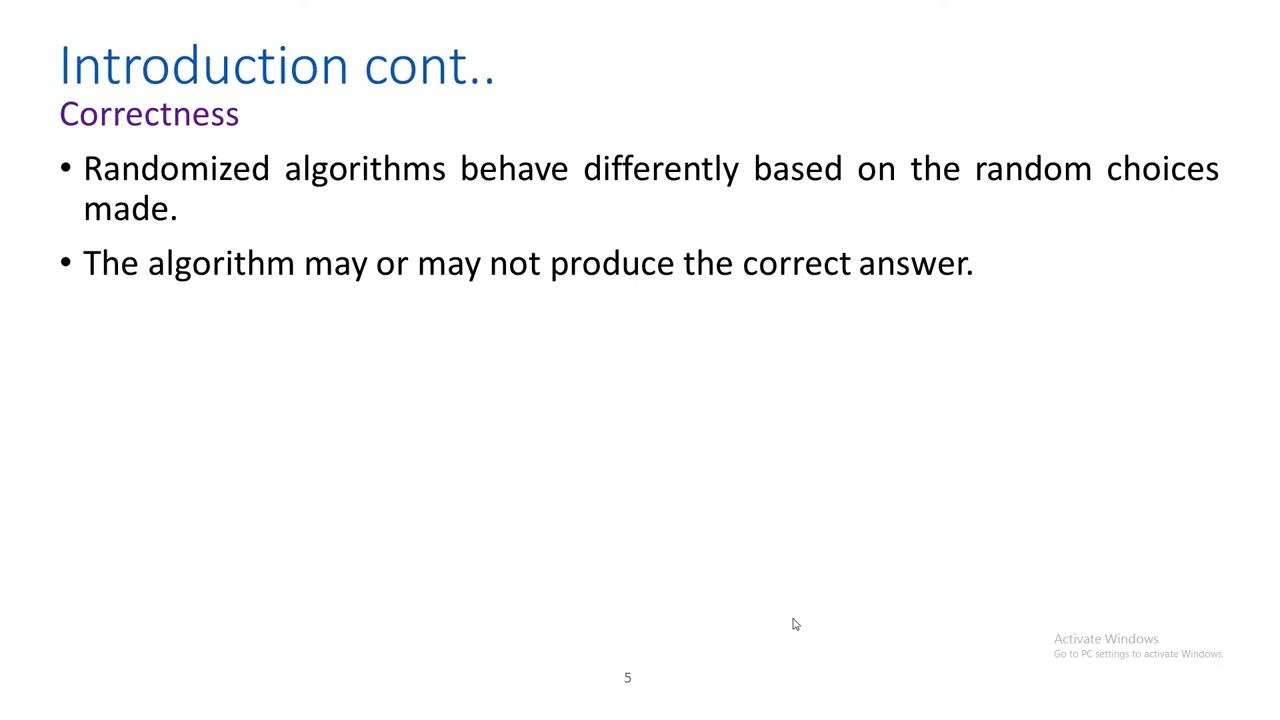 Introduction cont..
Correctness
• Randomized algorithms behave differently based on the random choices
made.
• The algorithm may or may not produce the correct answer.
Activate Windows
Go to PC settings to activate Windows.
5